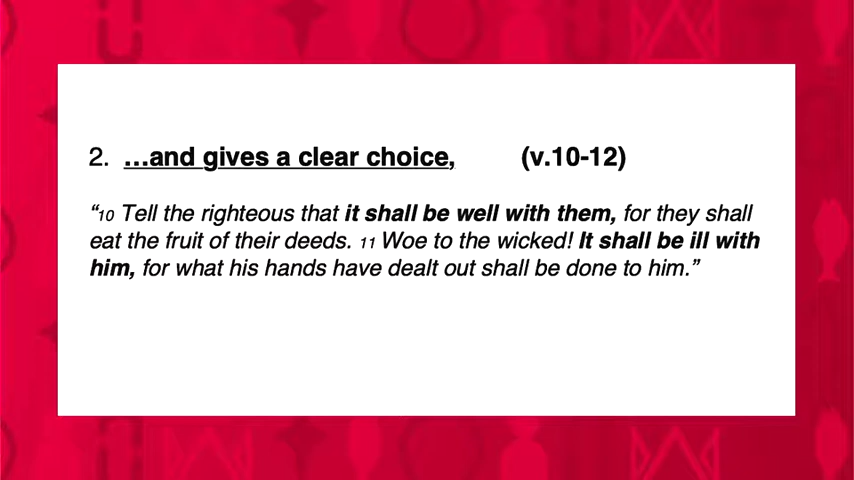 2. …and gives a clear choice, (v.10-12)
“10 Tell the righteous that it shall be well with them, for they shall
eat the fruit of their deeds. 11 Woe to the wicked! It shall be ill with
him, for what his hands have dealt out shall be done to him.”